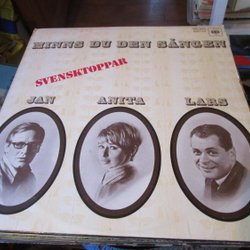 MINNS DU DEN SÅNGEN
SVENSKTOPPAR
JAN ANITA LARS